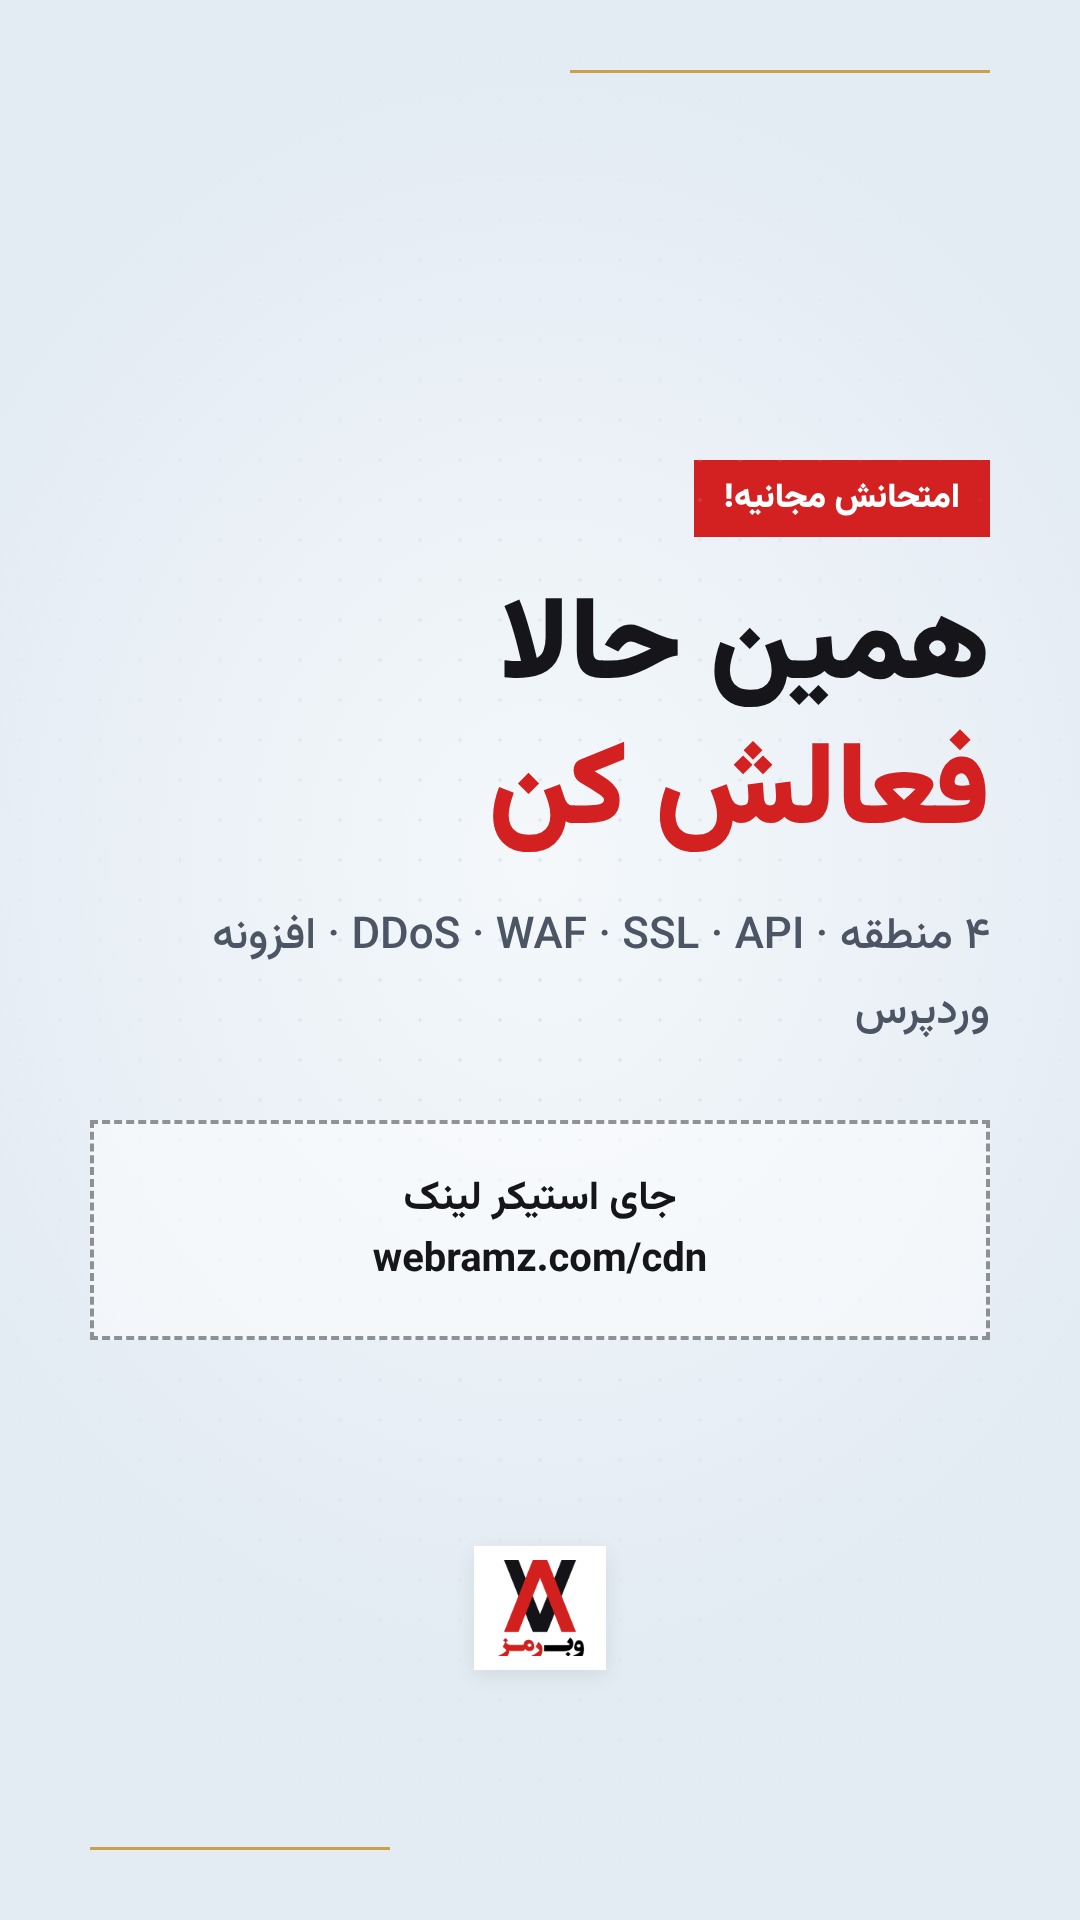 امتحانش مجانیه!
همین حالا
فعالش کن
۴ منطقه · API · SSL · WAF · DDoS · افزونه
وردپرس
جای استیکر لینک
webramz.com/cdn
وب‌رمز